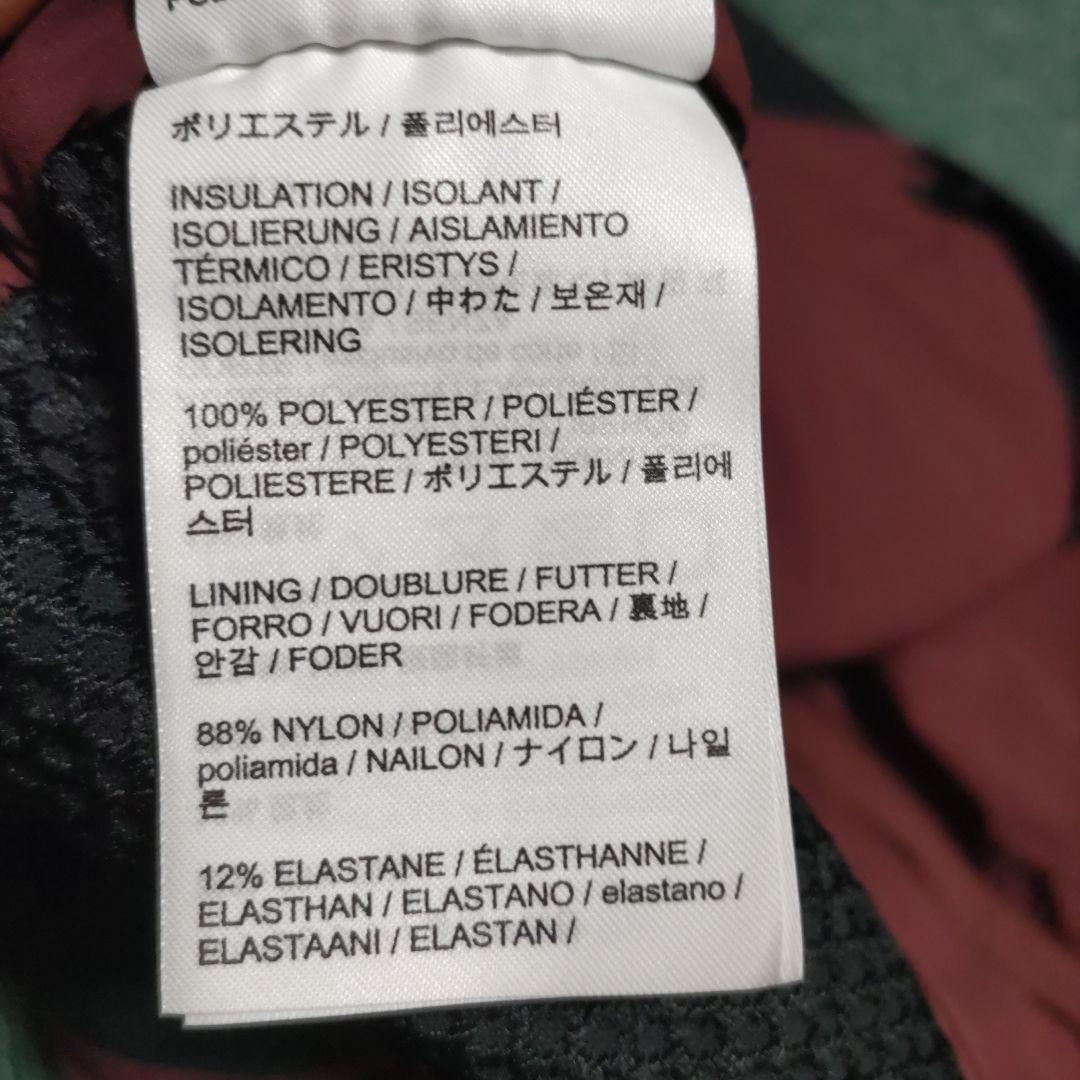 ポリエステル / 폴리에스터
INSULATION / ISOLANT /
ISOLIERUNG / AISLAMIENTO
TÉRMICO / ERISTYS /
ISOLAMENTO / 中わた / 보온재 /
ISOLERING
100% POLYESTER / POLIÉSTER /
poliéster / POLYESTERI /
POLIESTERE / ポリエステル / 폴리에
스터
LINING / DOUBLURE / FUTTER /
FORRO / VUORI / FODERA / 裏地 /
안감 / FODER
88% NYLON / POLIAMIDA /
poliamida / NAILON / ナイロン / 나일
론
12% ELASTANE / ÉLASTHANNE /
ELASTHAN / ELASTANO / elastano /
ELASTAANI / ELASTAN /